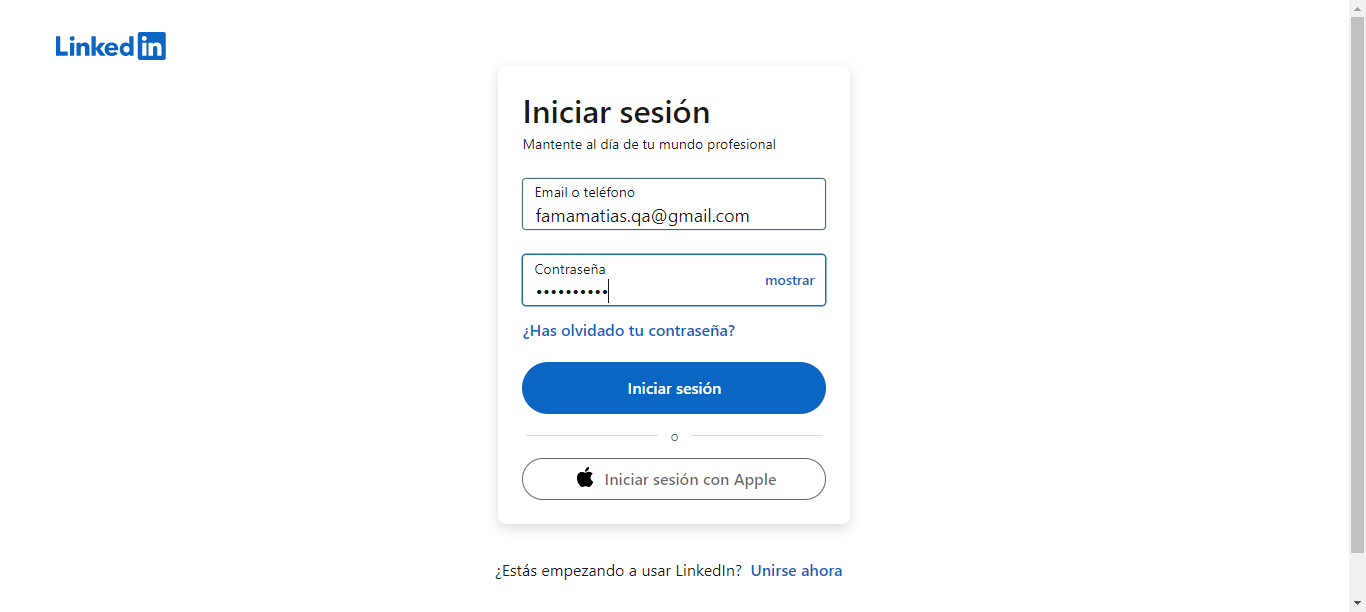 LinkedIn
Iniciar sesión
Mantente al día de tu mundo profesional
Email o teléfono
famamatias.qa@gmail.com
Contraseña
••••••••••
mostrar
¿Has olvidado tu contraseña?
Iniciar sesión
o
Iniciar sesión con Apple
¿Estás empezando a usar LinkedIn? Unirse ahora